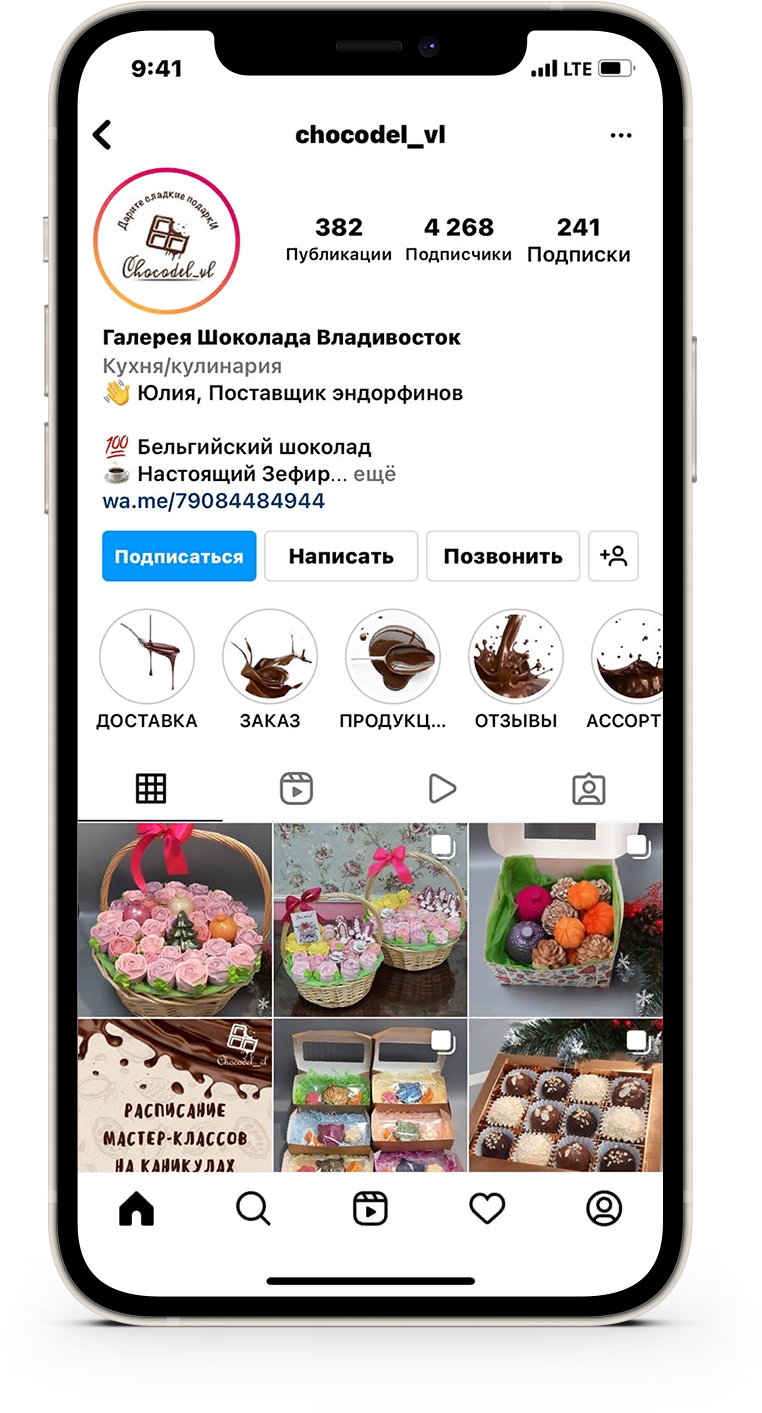 9:41
LTE
chocodel_vl
Дарите сладкие подарки
Chocodel_vl
382
4 268
241
Публикации
Подписчики
Подписки
Галерея Шоколада Владивосток
Кухня/кулинария
👋 Юлия, Поставщик эндорфинов
💯 Бельгийский шоколад
☕ Настоящий Зефир... ещё
wa.me/79084484944
Подписаться
Написать
Позвонить
ДОСТАВКА
ЗАКАЗ
ПРОДУКЦ...
ОТЗЫВЫ
АССОРТ
Chocodel_vl
РАСПИСАНИЕ
МАСТЕР-КЛАССОВ
НА КАНИКУЛАХ